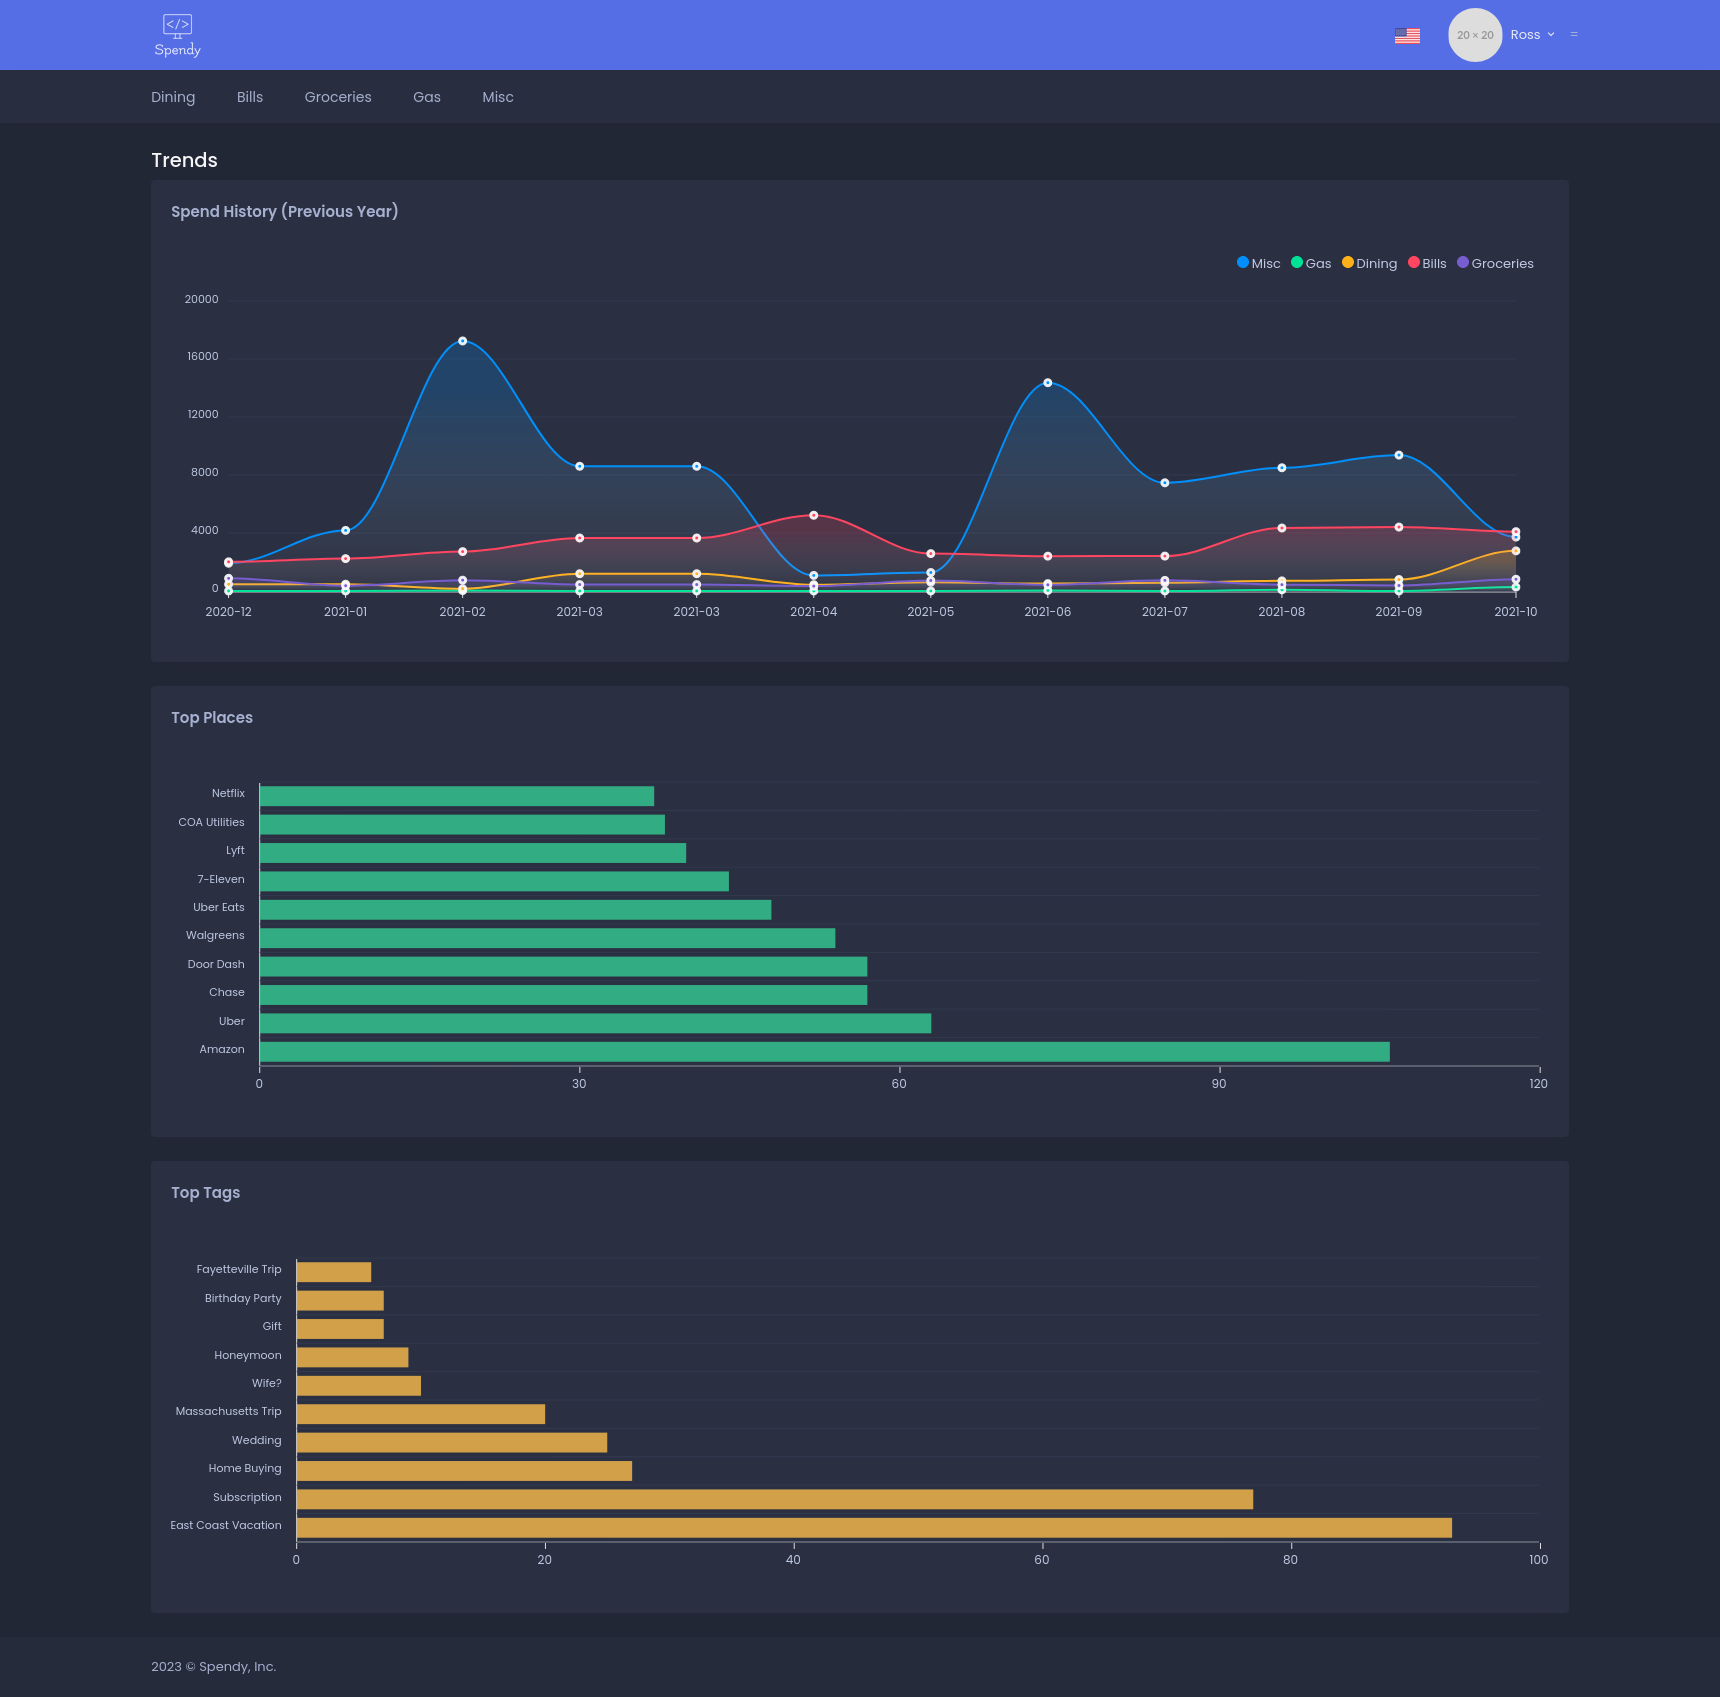 </>
Spendy
20 × 20
Ross
Dining Bills Groceries Gas Misc
Trends
Spend History (Previous Year)
Misc Gas Dining Bills Groceries
20000
16000
12000
8000
4000
0
2020-12 2021-01 2021-02 2021-03 2021-03 2021-04 2021-05 2021-06 2021-07 2021-08 2021-09 2021-10
Top Places
Netflix
COA Utilities
Lyft
7-Eleven
Uber Eats
Walgreens
Door Dash
Chase
Uber
Amazon
0 30 60 90 120
Top Tags
Fayetteville Trip
Birthday Party
Gift
Honeymoon
Wife?
Massachusetts Trip
Wedding
Home Buying
Subscription
East Coast Vacation
0 20 40 60 80 100
2023 © Spendy, Inc.